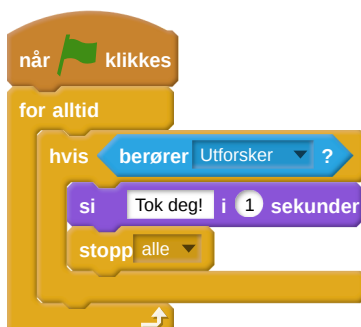 når klikkes
for alltid
hvis berører Utforsker ?
si Tok deg! i 1 sekunder
stopp alle